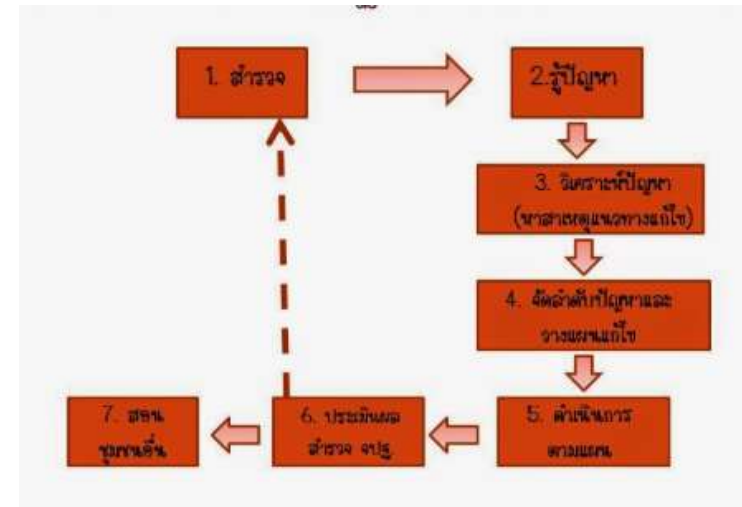 1. สำรวจ
2.รู้ปัญหา
3. วิเคราะห์ปัญหา
(หาสาเหตุแนวทางแก้ไข)
4. จัดลำดับปัญหาและ
วางแผนแก้ไข
5. ดำเนินการ
ตามแผน
6. ประเมินผล
สำรวจ จปฐ.
7. สอน
ชุมชนอื่น